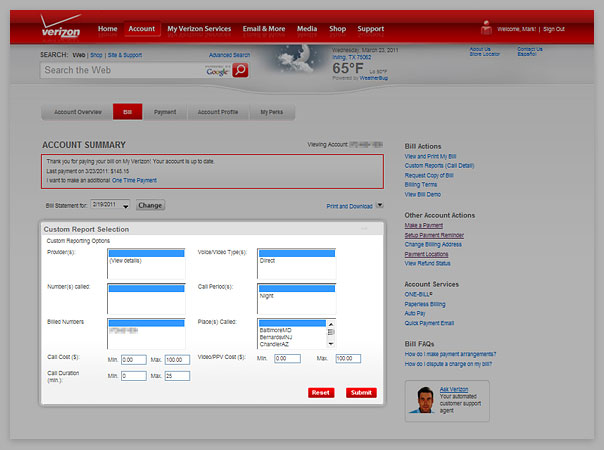 verizon
Home Account My Verizon Services Email & More Media Shop Support
Welcome, Mark! | Sign Out
SEARCH: Web | Shop | Site & Support Advanced Search
Search the Web
Google
Wednesday, March 23, 2011
Irving, TX 75062
65°F
Powered by WeatherBug
About Us
Store Locator
Contact Us
Español
Account Overview Bill Payment Account Profile My Perks
ACCOUNT SUMMARY
Viewing Account:
Thank you for paying your bill on My Verizon! Your account is up to date.
Last payment on 3/23/2011: $145.15
I want to make an additional One Time Payment
Bill Statement for: 2/19/2011 Change
Print and Download
Custom Report Selection
Custom Reporting Options
Provider(s):
(View details)
Voice/Video Type(s):
Direct
Number(s) called:
Call Period(s):
Night
Billed Numbers
Place(s) Called:
BaltimoreMD
BernardsvlNJ
ChandlerAZ
Call Cost ($): Min. 0.00 Max. 100.00
Video/PPV Cost ($): Min. 0.00 Max. 100.00
Call Duration
(min.): Min. 0 Max. 25
Reset Submit
Bill Actions
View and Print My Bill
Custom Reports (Call Detail)
Request Copy of Bill
Billing Terms
View Bill Demo
Other Account Actions
Make a Payment
Setup Payment Reminder
Change Billing Address
Payment Locations
View Refund Status
Account Services
ONE-BILL®
Paperless Billing
Auto Pay
Quick Payment Email
Bill FAQs
How do I make payment arrangements?
How do I dispute a charge on my bill?
Ask Verizon
Your automated
customer support
agent